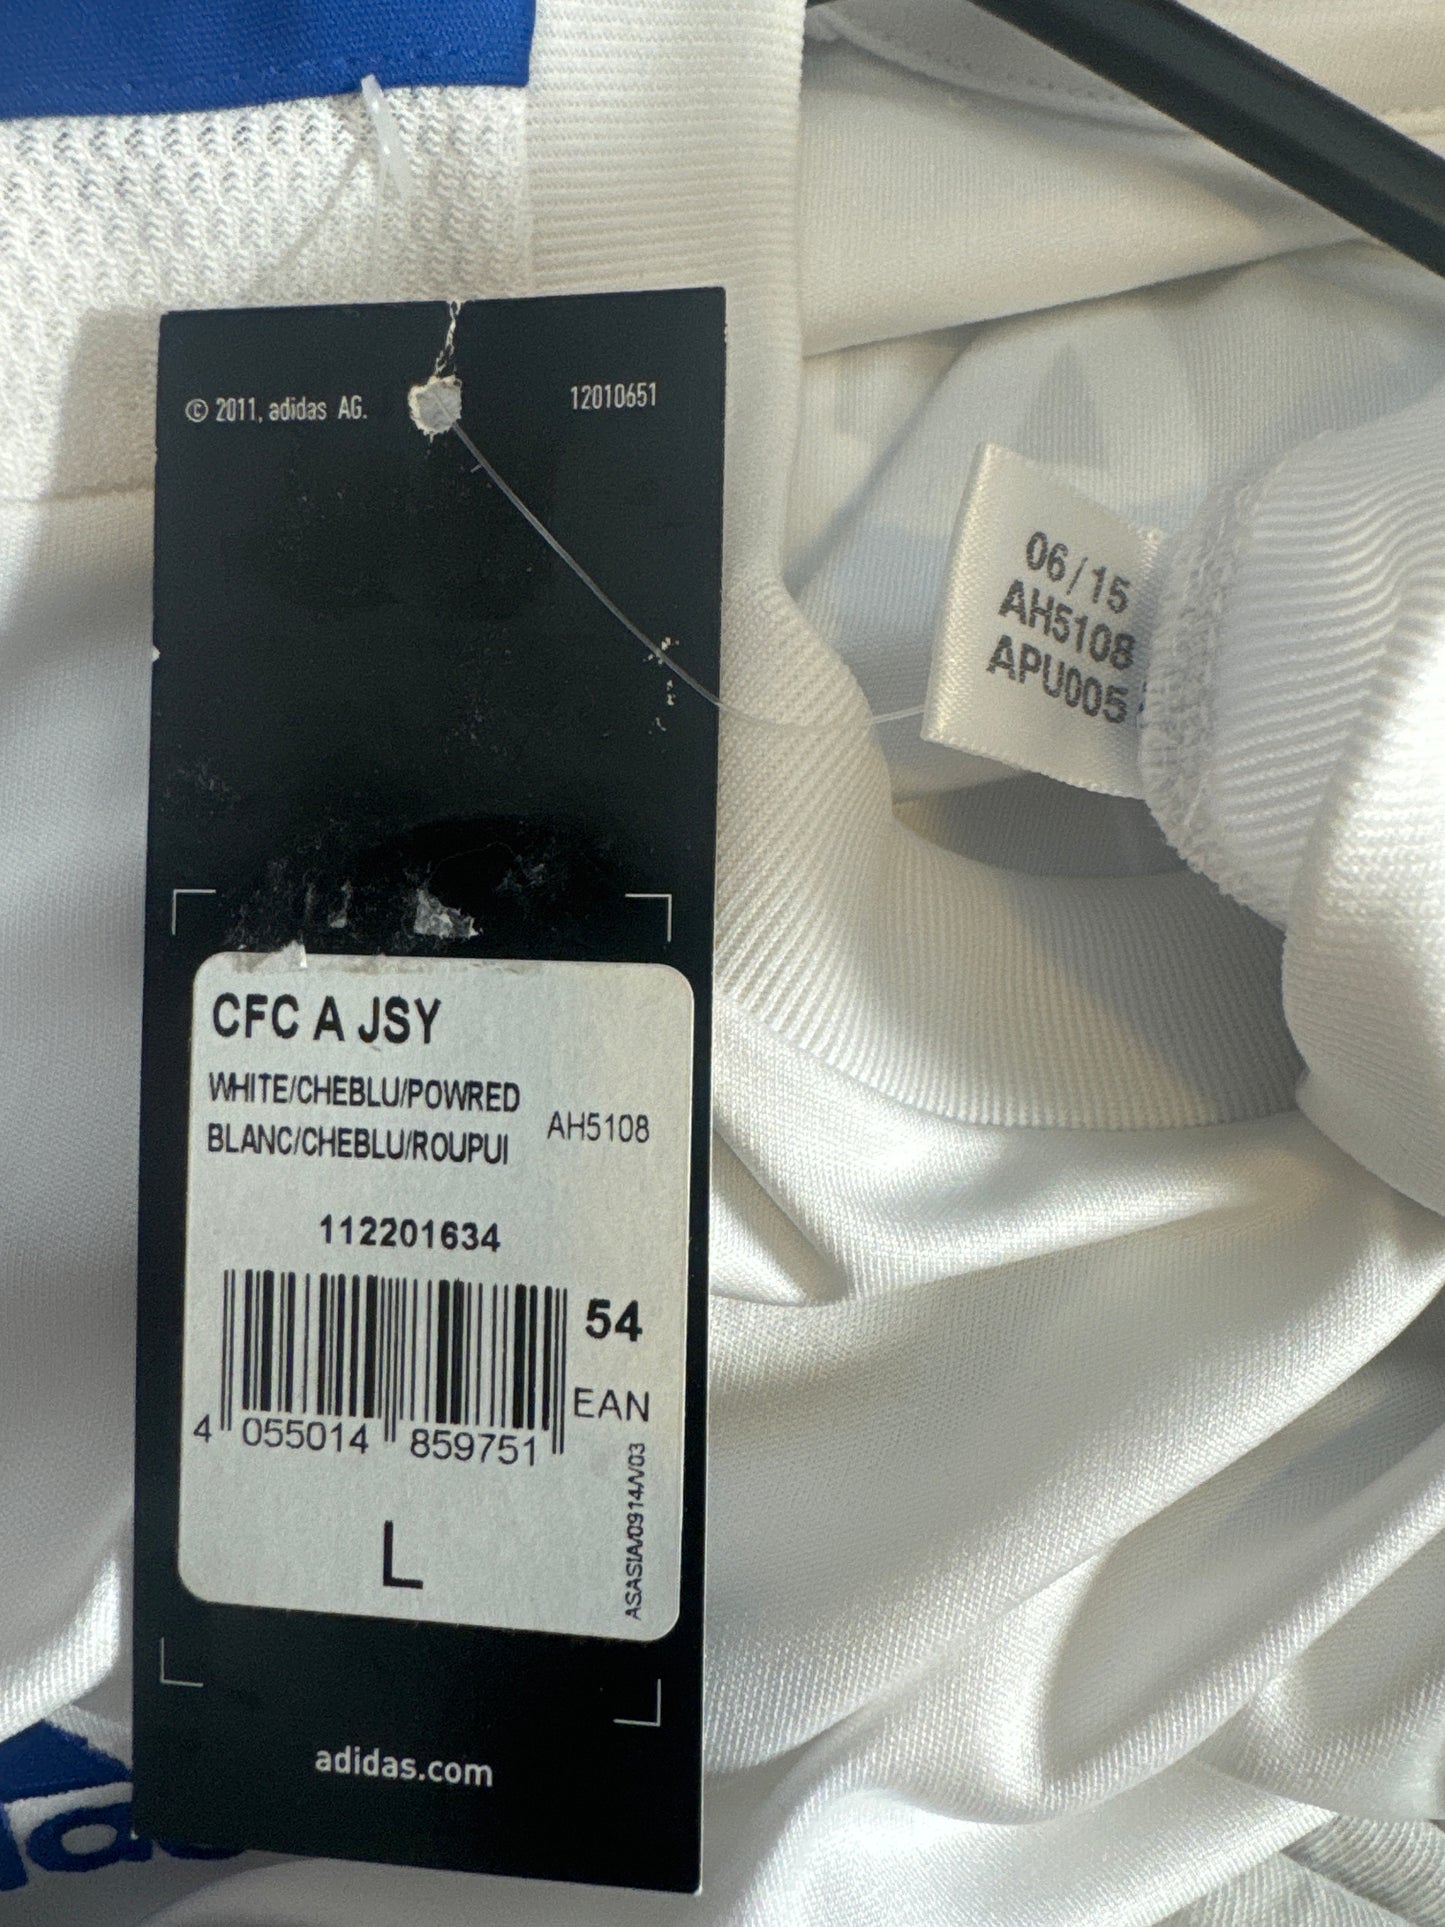 © 2011, adidas AG.
12010651
06/15
AH5108
APU005
CFC A JSY
WHITE/CHEBLU/POWRED
BLANC/CHEBLU/ROUPUI
AH5108
112201634
54
EAN
4 055014 859751
ASASIA/0914/V/03
L
adidas.com